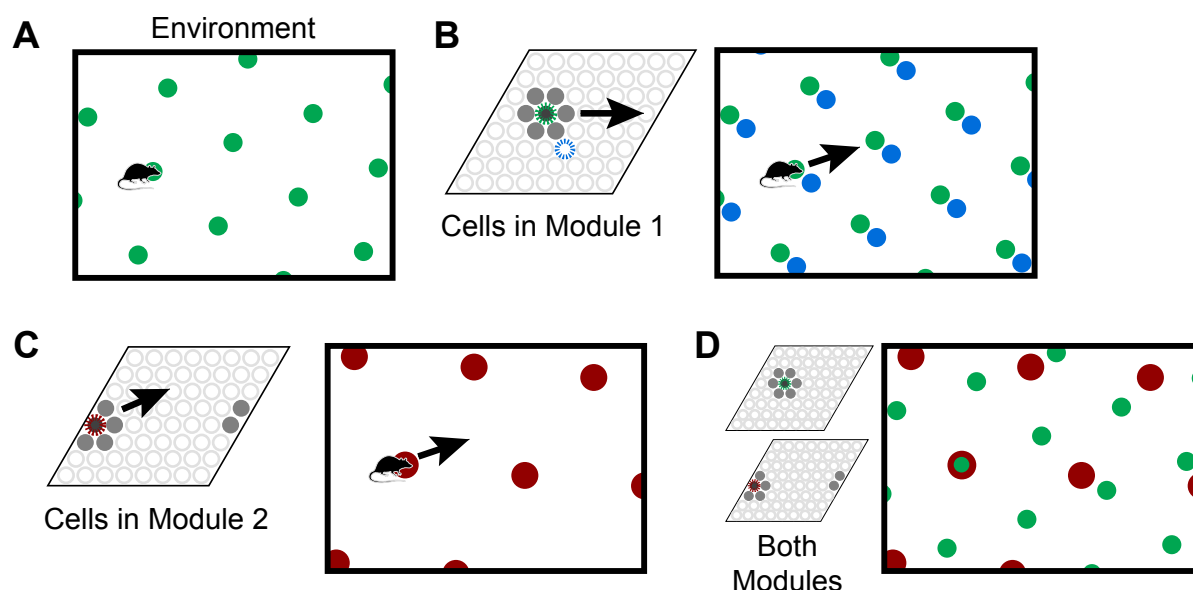 A
Environment
B
Cells in Module 1
C
Cells in Module 2
D
Both
Modules